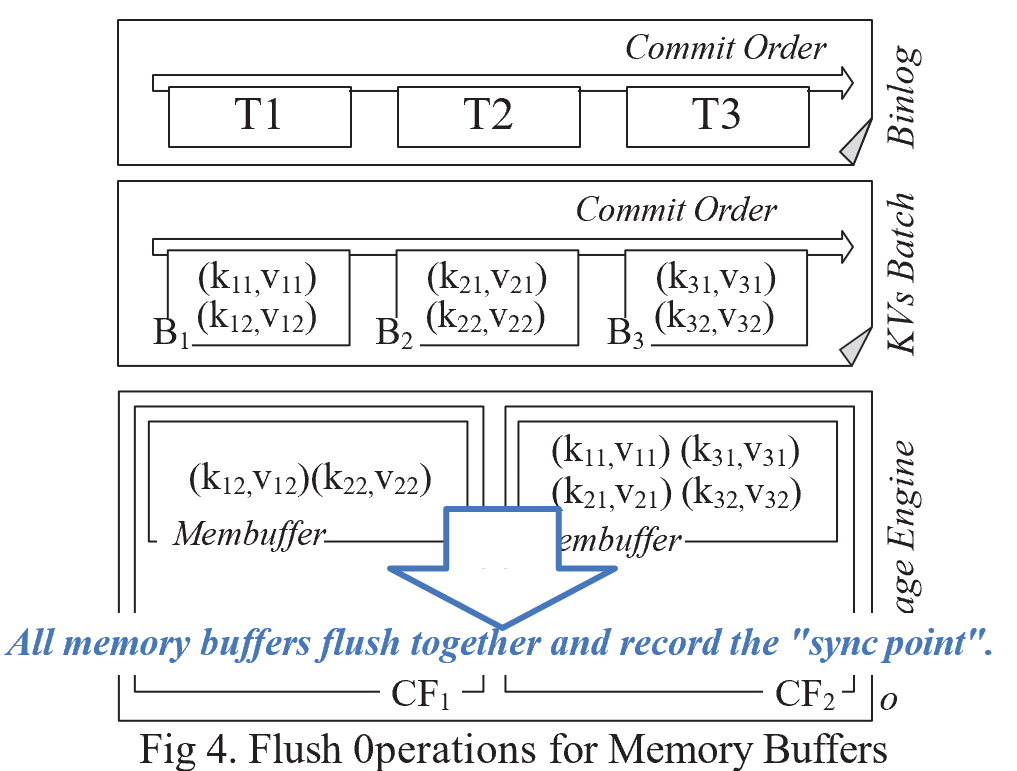 Commit Order
T1 T2 T3
Binlog
Commit Order
(k11,v11) (k21,v21) (k31,v31)
(k12,v12) (k22,v22) (k32,v32)
B1 B2 B3
KVs Batch
(k11,v11) (k31,v31)
(k12,v12)(k22,v22)
(k21,v21) (k32,v32)
Membuffer embuffer
age Engine
All memory buffers flush together and record the "sync point".
CF1 CF2
o
Fig 4. Flush 0perations for Memory Buffers